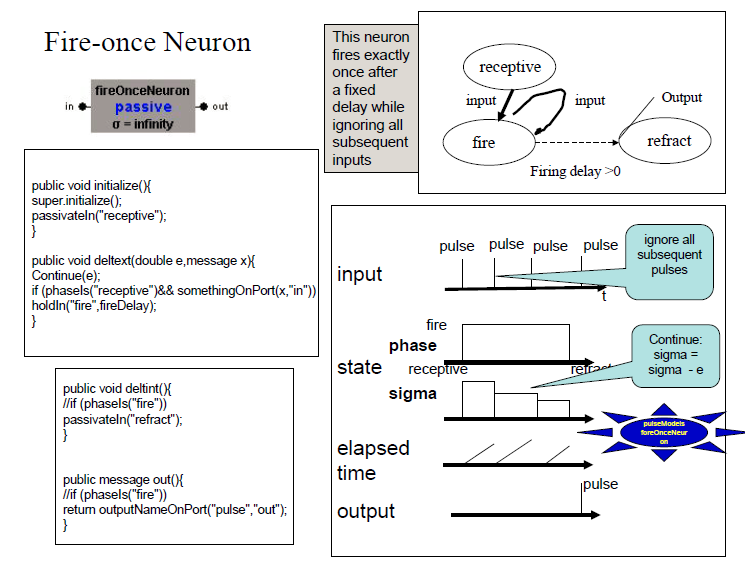 Fire-once Neuron
fireOnceNeuron
in
passive
out
σ = infinity
This neuron
fires exactly
once after
a fixed
delay while
ignoring all
subsequent
inputs
receptive
input
input
Output
fire
refract
Firing delay >0
public void initialize(){
super.initialize();
passivateIn("receptive");
}
public void deltext(double e,message x){
Continue(e);
if (phaseIs("receptive")&& somethingOnPort(x,"in"))
holdIn("fire",fireDelay);
}
public void deltint(){
//if (phaseIs("fire"))
passivateIn("refract");
}
public message out(){
//if (phaseIs("fire"))
return outputNameOnPort("pulse","out");
}
pulse
pulse
pulse
pulse
ignore all
subsequent
pulses
input
t
fire
phase
Continue:
sigma =
sigma - e
state
receptive
refract
sigma
pulseModels
foreOnceNeur
on
elapsed
time
pulse
output